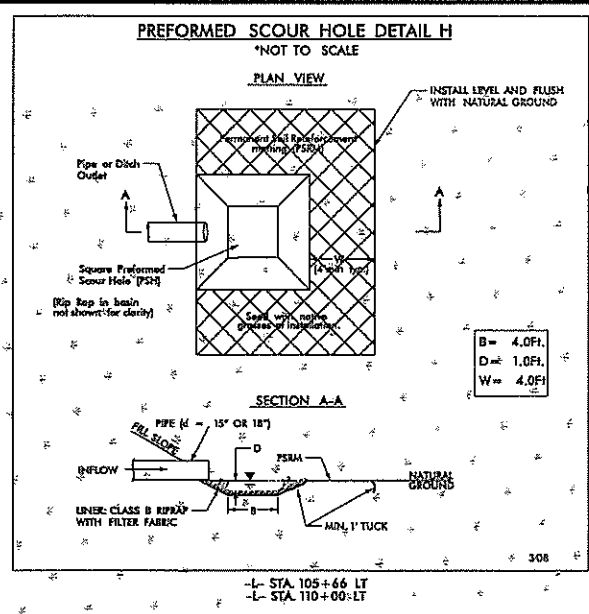 PREFORMED SCOUR HOLE DETAIL H
*NOT TO SCALE
PLAN VIEW
INSTALL LEVEL AND FLUSH
WITH NATURAL GROUND
Permanent Soil Reinforcement
matting (PSRM)
Pipe or Ditch
Outlet
A
A
W
(4' min typ.)
Square Preformed
Scour Hole (PSH)
(Rip Rap in basin
not shown for clarity)
Seed with native
grasses at installation.
B= 4.0Ft.
D= 1.0Ft.
W= 4.0Ft
SECTION A-A
PIPE (d = 15" OR 18")
FILL SLOPE
D
PSRM
INFLOW
NATURAL
GROUND
LINER: CLASS B RIPRAP
WITH FILTER FABRIC
B
MIN. 1' TUCK
308
-L- STA. 105+66 LT
-L- STA. 110+00 LT